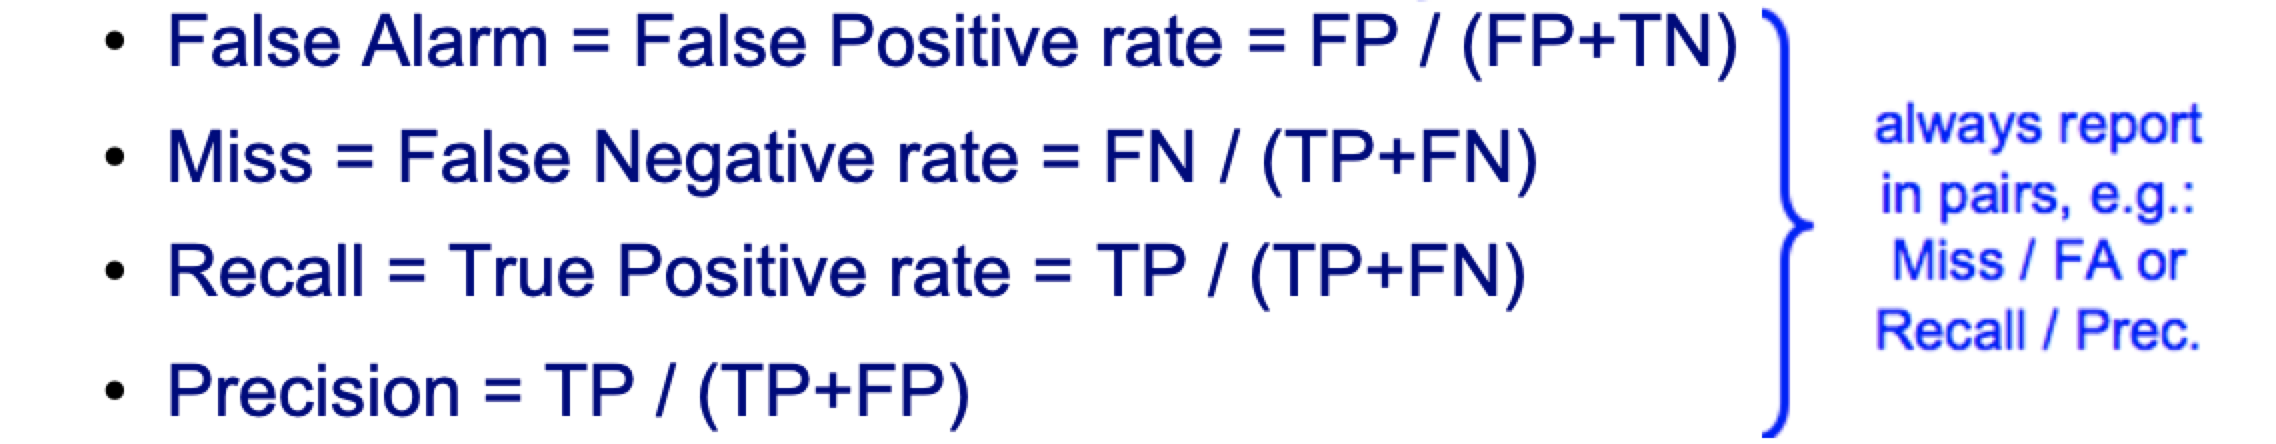 • False Alarm = False Positive rate = FP / (FP+TN)
• Miss = False Negative rate = FN / (TP+FN)
• Recall = True Positive rate = TP / (TP+FN)
• Precision = TP / (TP+FP)
always report
in pairs, e.g.:
Miss / FA or
Recall / Prec.